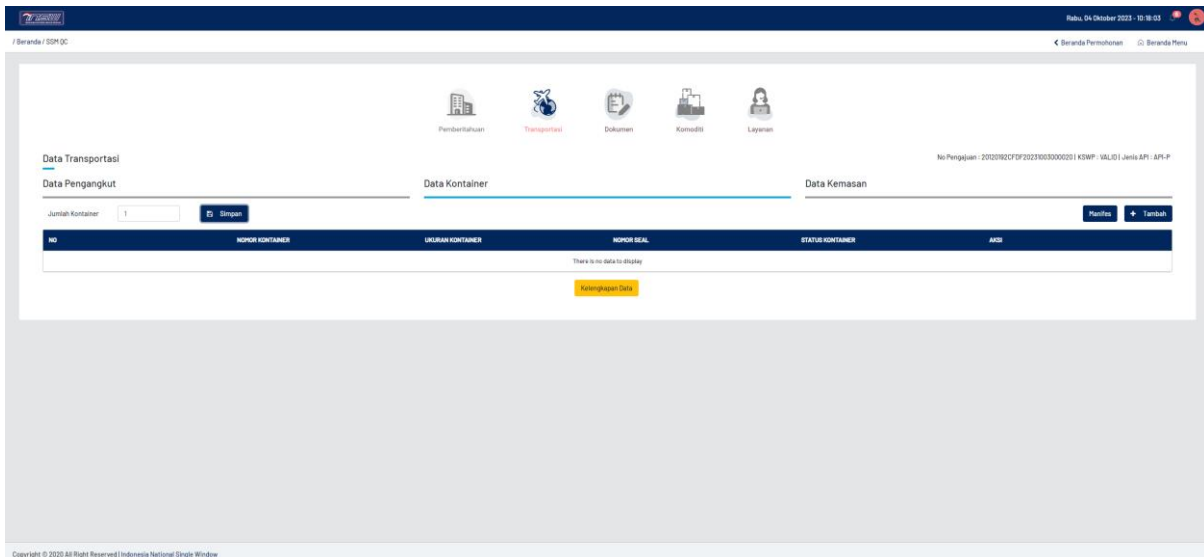 Rabu, 04 Oktober 2023 - 10:18:03
/ Beranda / SSM QC
Beranda Permohonan
Beranda Menu
Pemberitahuan
Transportasi
Dokumen
Komoditi
Layanan
Data Transportasi
No Pengajuan : 20120192CFDF20231003000020 | KSWP : VALID | Jenis API : API-P
Data Pengangkut
Data Kontainer
Data Kemasan
Jumlah Kontainer
1
Simpan
Manifes
+ Tambah
NO
NOMOR KONTAINER
UKURAN KONTAINER
NOMOR SEAL
STATUS KONTAINER
AKSI
There is no data to display
Kelengkapan Data
Copyright © 2020 All Right Reserved | Indonesia National Single Window